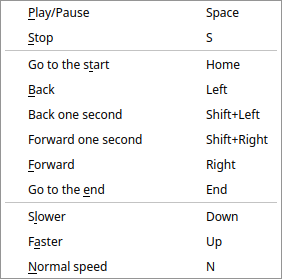 Play/Pause Space
Stop S
Go to the start Home
Back Left
Back one second Shift+Left
Forward one second Shift+Right
Forward Right
Go to the end End
Slower Down
Faster Up
Normal speed N